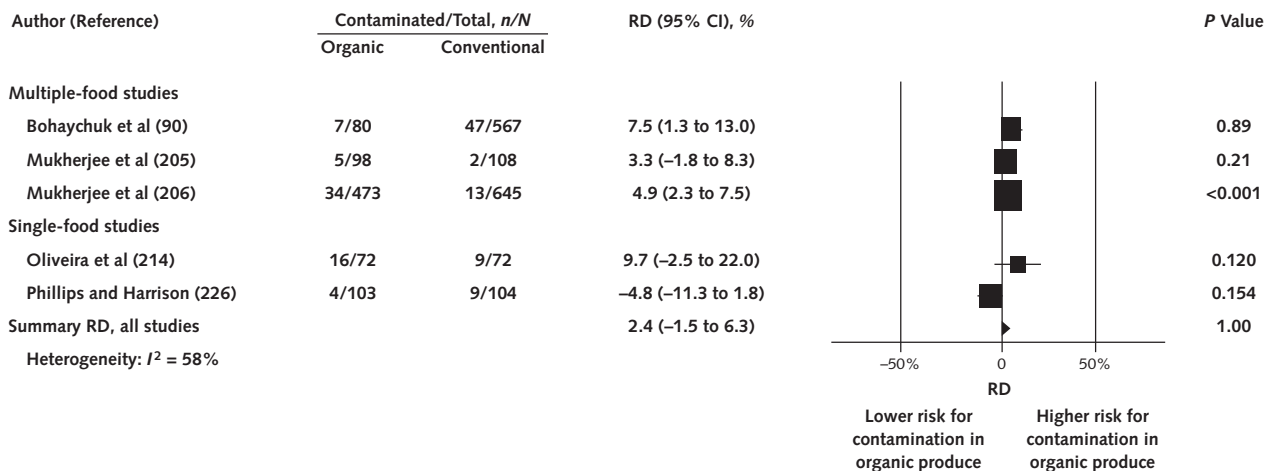 Author (Reference) Contaminated/Total, n/N RD (95% CI), % P Value
Organic Conventional
Multiple-food studies
Bohaychuk et al (90) 7/80 47/567 7.5 (1.3 to 13.0) 0.89
Mukherjee et al (205) 5/98 2/108 3.3 (–1.8 to 8.3) 0.21
Mukherjee et al (206) 34/473 13/645 4.9 (2.3 to 7.5) <0.001
Single-food studies
Oliveira et al (214) 16/72 9/72 9.7 (–2.5 to 22.0) 0.120
Phillips and Harrison (226) 4/103 9/104 –4.8 (–11.3 to 1.8) 0.154
Summary RD, all studies 2.4 (–1.5 to 6.3) 1.00
Heterogeneity: I² = 58%
–50% 0 50%
RD
Lower risk for Higher risk for
contamination in contamination in
organic produce organic produce